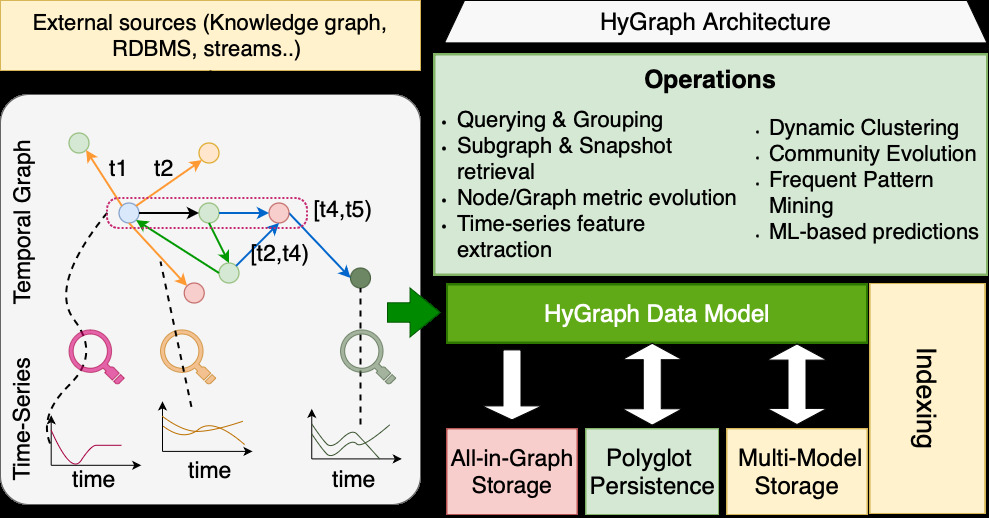 External sources (Knowledge graph,
RDBMS, streams..)
Temporal Graph
t1
t2
[t4,t5)
[t2,t4)
Time-Series
time
time
time
HyGraph Architecture
Operations
· Querying & Grouping
· Subgraph & Snapshot
retrieval
· Node/Graph metric evolution
· Time-series feature
extraction
· Dynamic Clustering
· Community Evolution
· Frequent Pattern
Mining
· ML-based predictions
HyGraph Data Model
Indexing
All-in-Graph
Storage
Polyglot
Persistence
Multi-Model
Storage